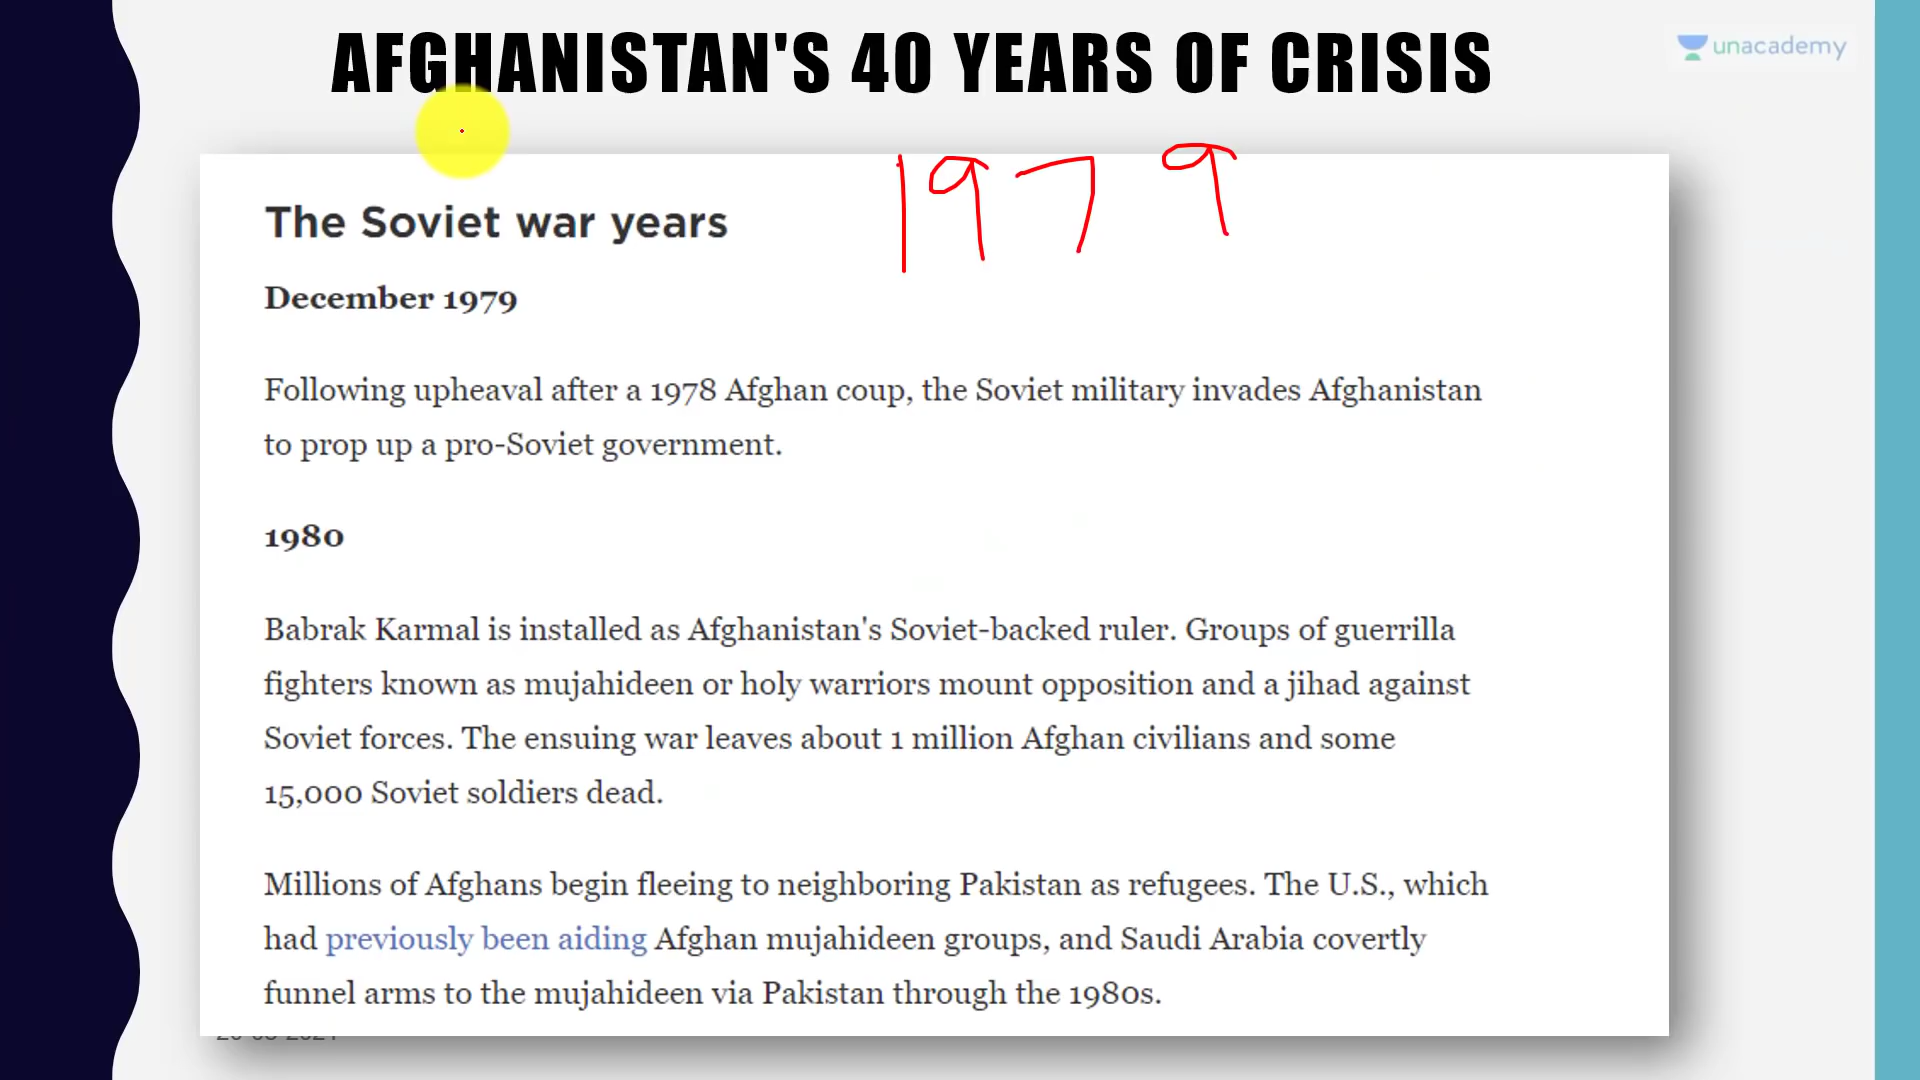 AFGHANISTAN'S 40 YEARS OF CRISIS
unacademy
1979
The Soviet war years
December 1979
Following upheaval after a 1978 Afghan coup, the Soviet military invades Afghanistan
to prop up a pro-Soviet government.
1980
Babrak Karmal is installed as Afghanistan's Soviet-backed ruler. Groups of guerrilla
fighters known as mujahideen or holy warriors mount opposition and a jihad against
Soviet forces. The ensuing war leaves about 1 million Afghan civilians and some
15,000 Soviet soldiers dead.
Millions of Afghans begin fleeing to neighboring Pakistan as refugees. The U.S., which
had previously been aiding Afghan mujahideen groups, and Saudi Arabia covertly
funnel arms to the mujahideen via Pakistan through the 1980s.